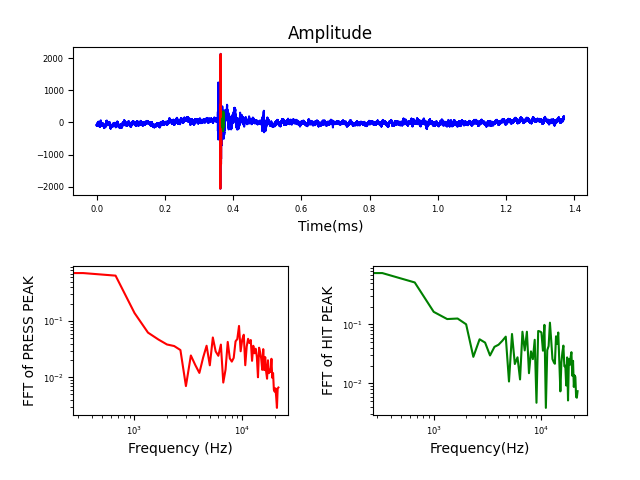 Amplitude
2000
1000
0
−1000
−2000
0.0 0.2 0.4 0.6 0.8 1.0 1.2 1.4
Time(ms)
FFT of PRESS PEAK
10⁻¹
10⁻²
10³ 10⁴
Frequency (Hz)
FFT of HIT PEAK
10⁻¹
10⁻²
10³ 10⁴
Frequency(Hz)